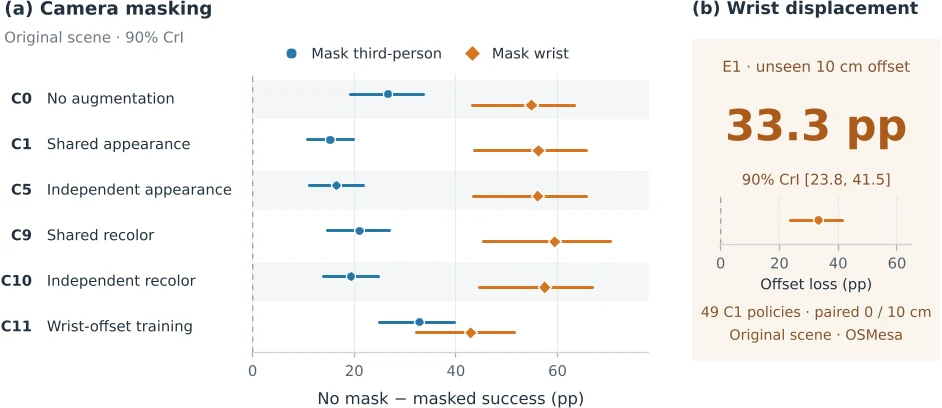 (a) Camera masking
Original scene · 90% CrI
Mask third-person
Mask wrist
C0 No augmentation
C1 Shared appearance
C5 Independent appearance
C9 Shared recolor
C10 Independent recolor
C11 Wrist-offset training
0 20 40 60
No mask − masked success (pp)
(b) Wrist displacement
E1 · unseen 10 cm offset
33.3 pp
90% CrI [23.8, 41.5]
0 20 40 60
Offset loss (pp)
49 C1 policies · paired 0 / 10 cm
Original scene · OSMesa